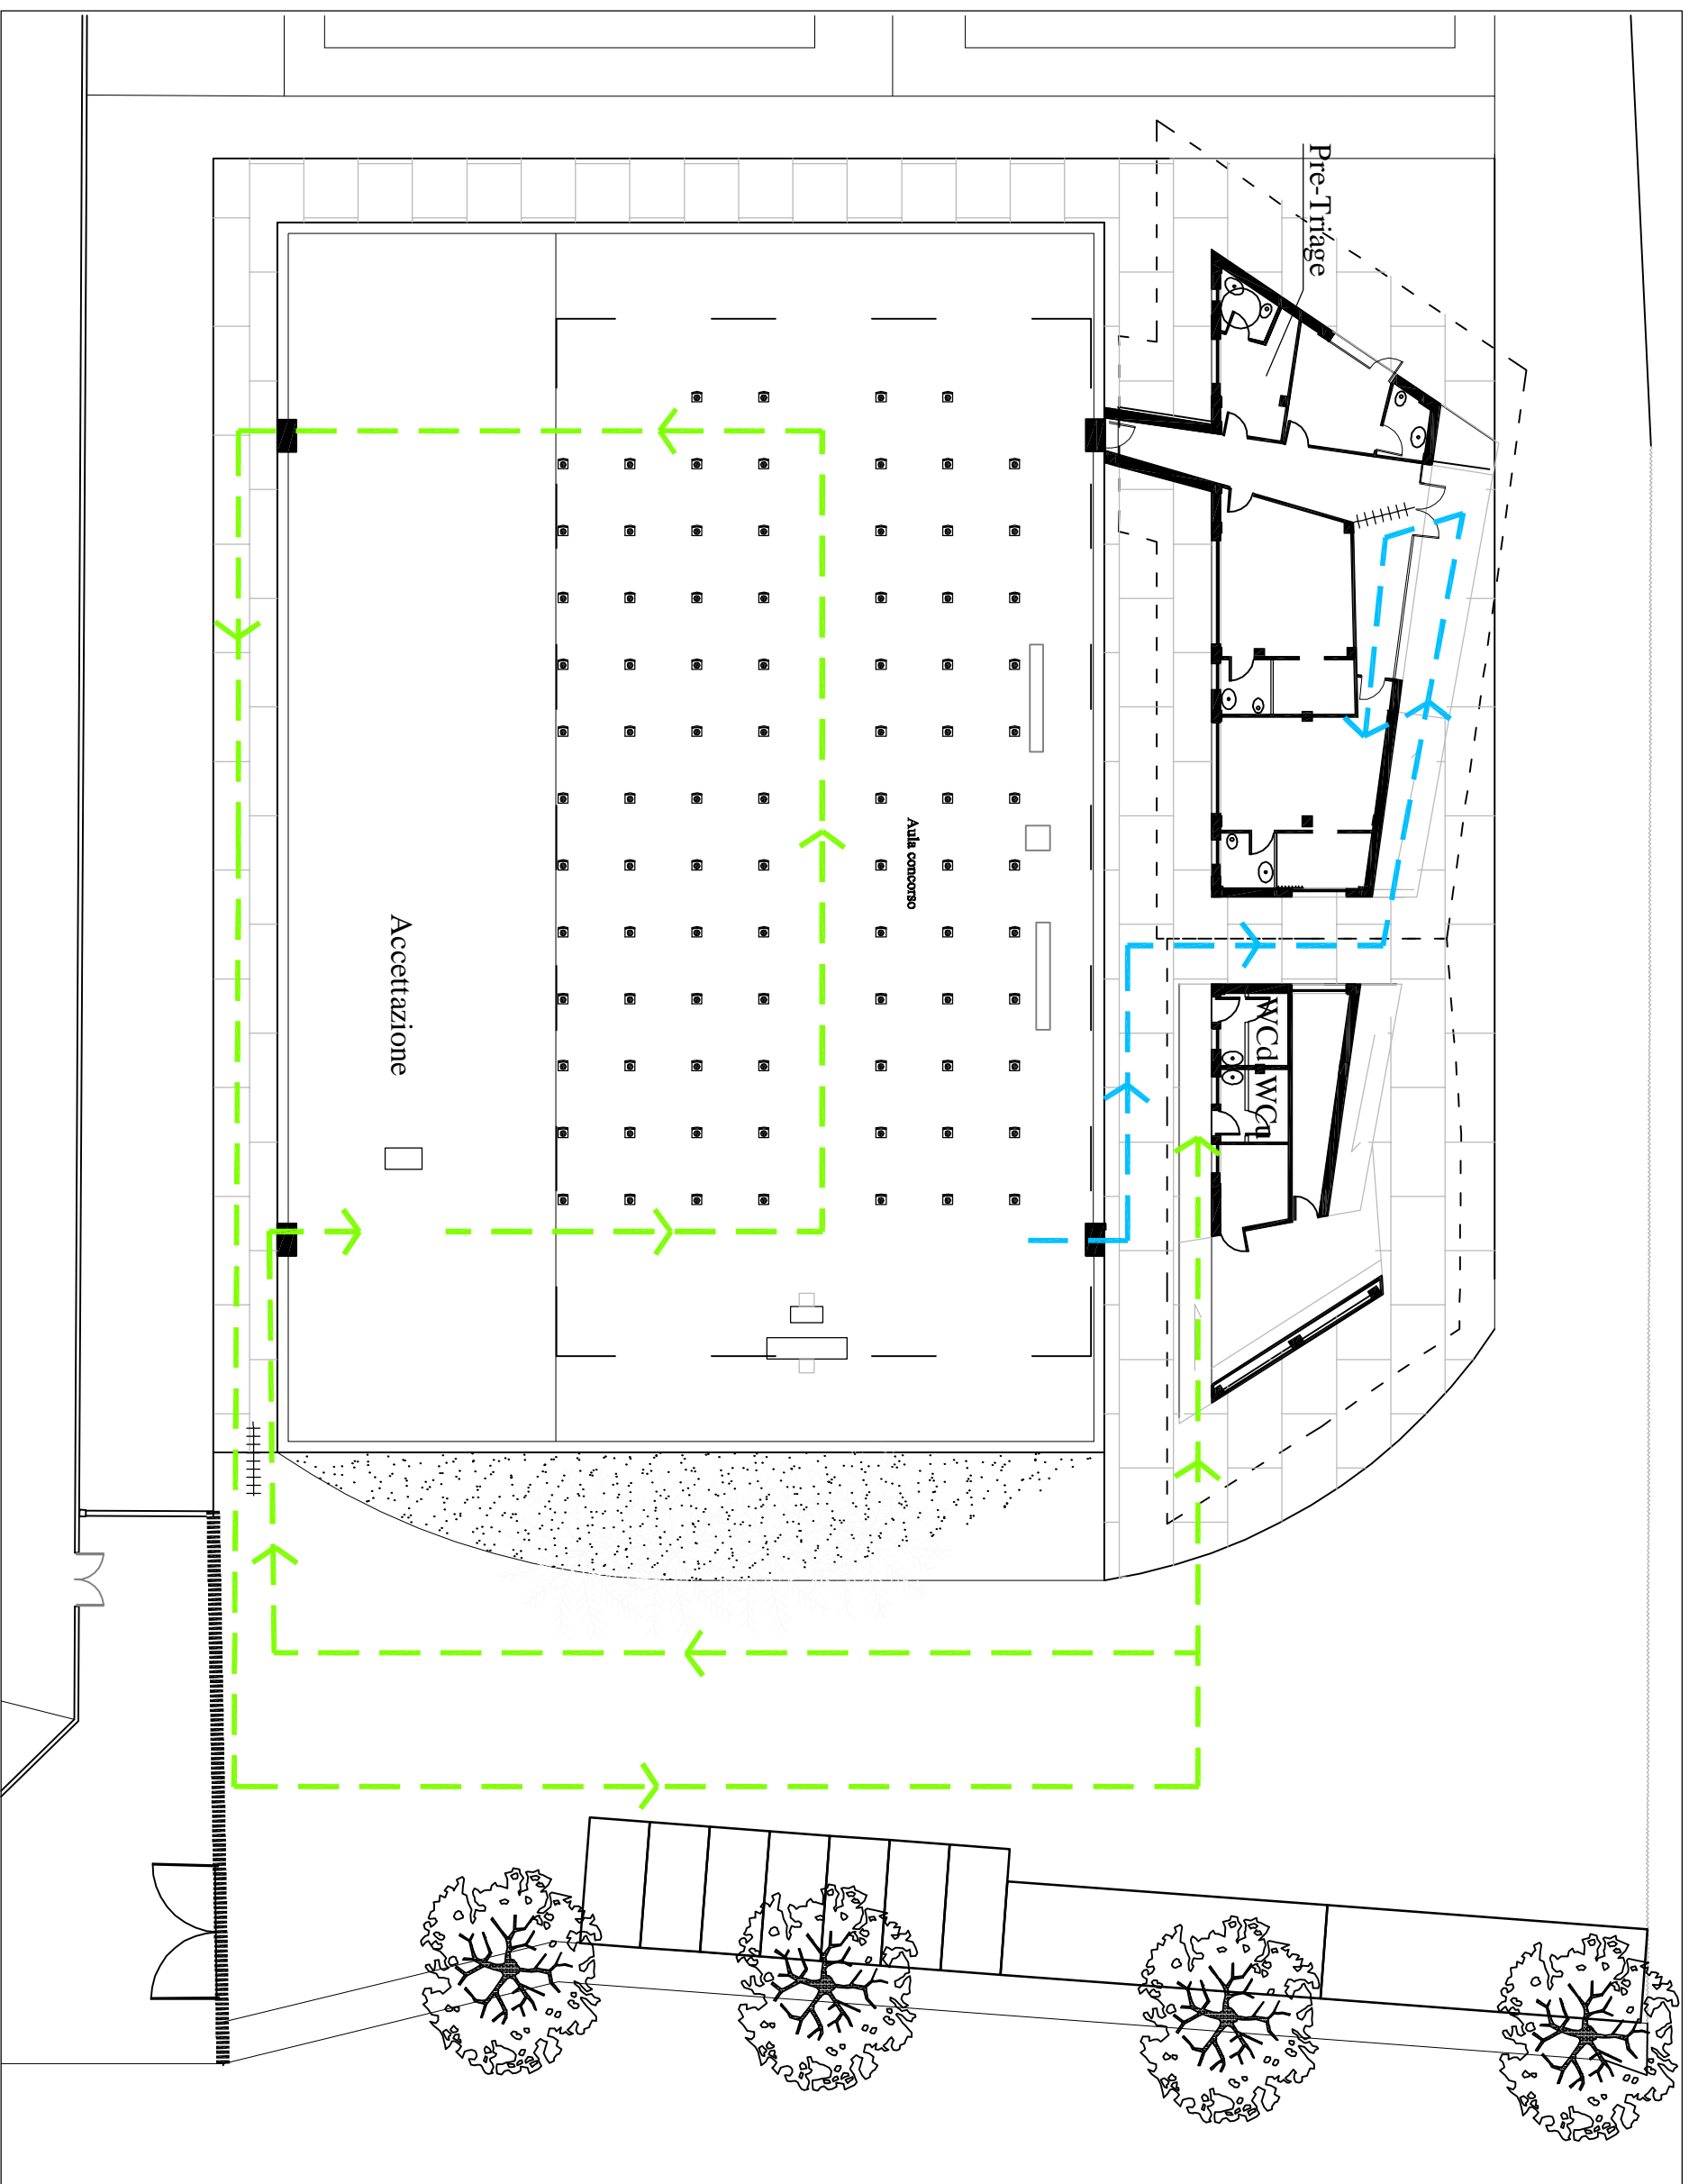 Pre-Triage
Aula concorso
Accettazione
WCd
WCu